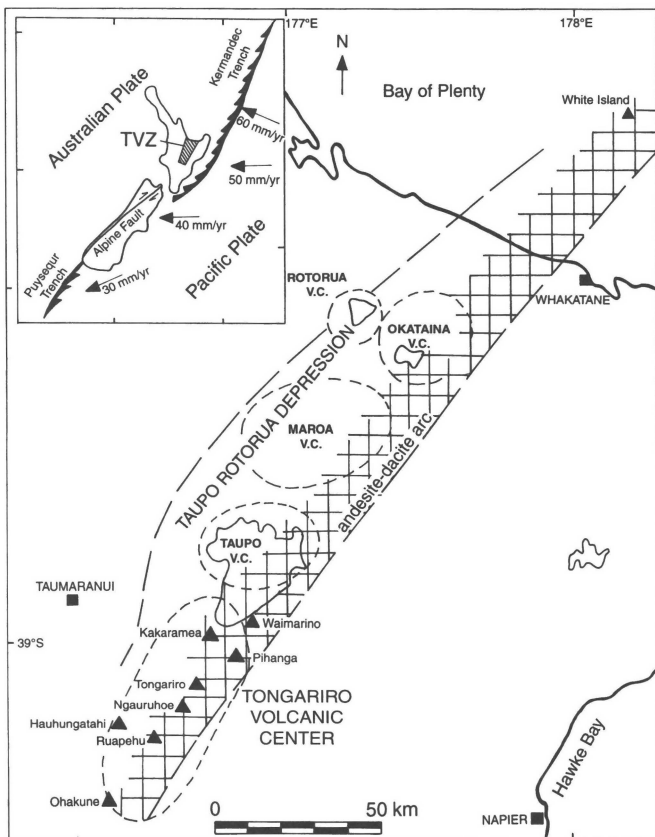 177°E
178°E
Australian Plate
Kermandec
Trench
TVZ
60 mm/yr
50 mm/yr
40 mm/yr
Alpine Fault
Pacific Plate
Puysequr
Trench
30 mm/yr
N
Bay of Plenty
White Island
ROTORUA
V.C.
WHAKATANE
OKATAINA
V.C.
TAUPO ROTORUA DEPRESSION
MAROA
V.C.
andesite-dacite arc
TAUPO
V.C.
TAUMARANUI
39°S
Waimarino
Kakaramea
Pihanga
Tongariro
TONGARIRO
VOLCANIC
CENTER
Ngauruhoe
Hauhungatahi
Ruapehu
Ohakune
0 50 km
Hawke Bay
NAPIER